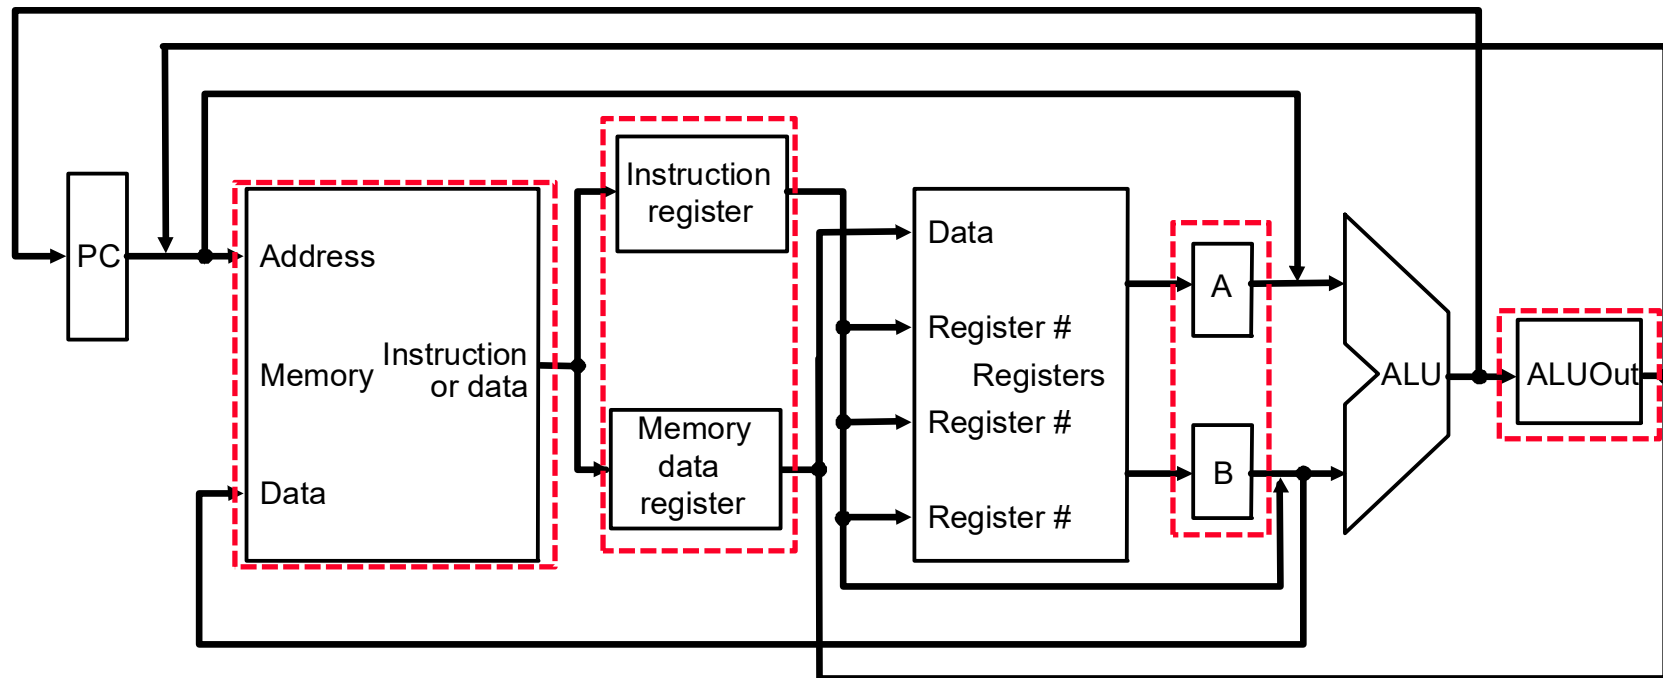 PC
Address
Memory
Instruction
or data
Data
Instruction
register
Memory
data
register
Data
Register #
Registers
Register #
Register #
A
B
ALU
ALUOut